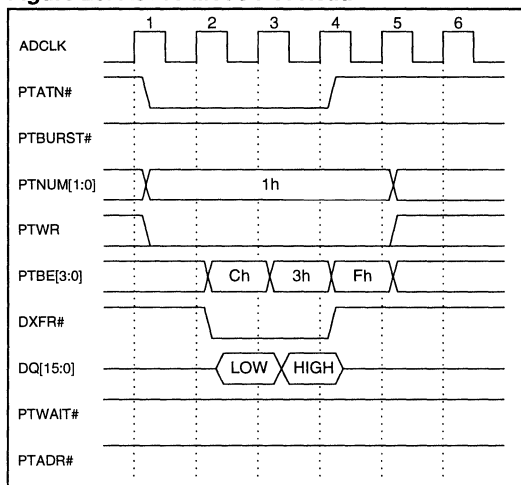 1 2 3 4 5 6
ADCLK
PTATN#
PTBURST#
PTNUM[1:0] 1h
PTWR
PTBE[3:0] Ch 3h Fh
DXFR#
DQ[15:0] LOW HIGH
PTWAIT#
PTADR#